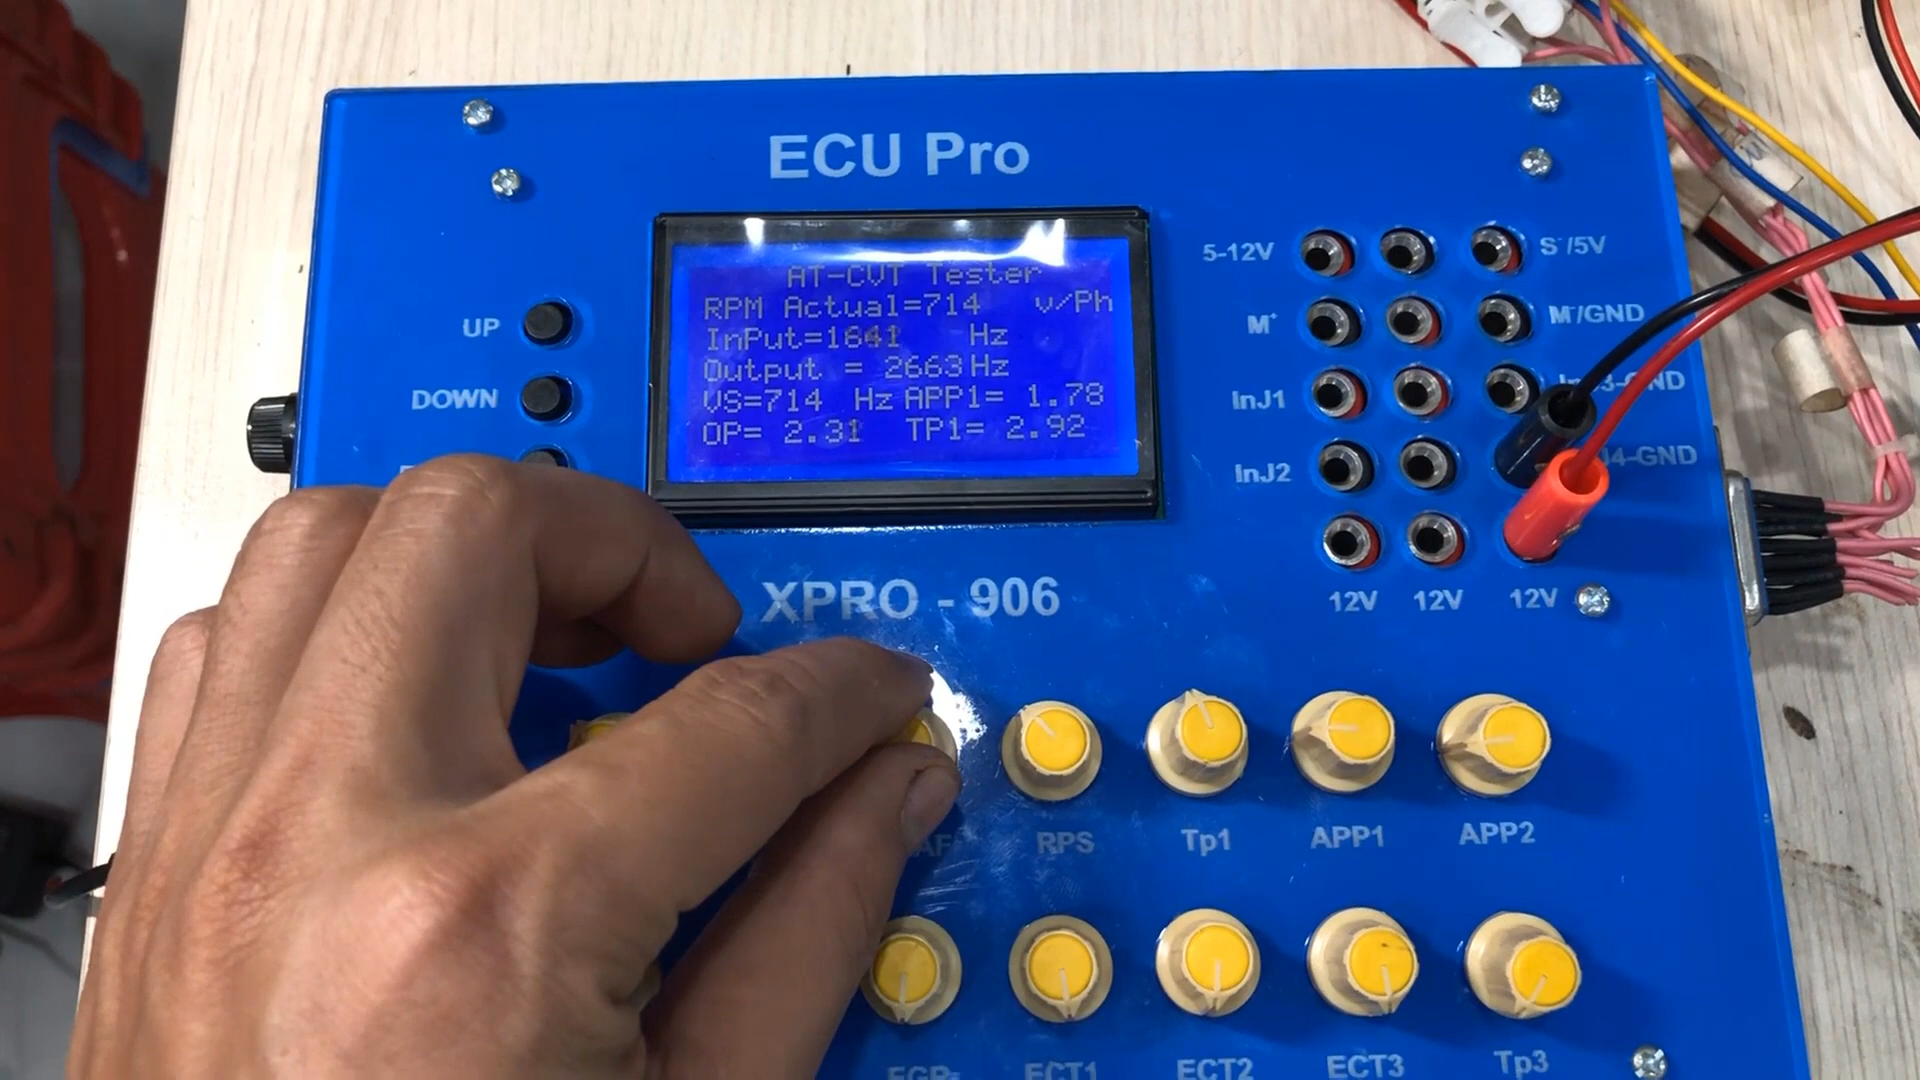 ECU Pro
AT-CVT Tester
RPM Actual=714 v/Ph
InPut= Hz
Output = 2663 Hz
VS=714 Hz APP1= 1.78
OP= 2.31 TP1= 2.92
UP
DOWN
5-12V
S-/5V
M+
M-/GND
InJ1
InJ2
12V 12V 12V
XPRO - 906
RPS Tp1 APP1 APP2
ECT1 ECT2 ECT3 Tp3